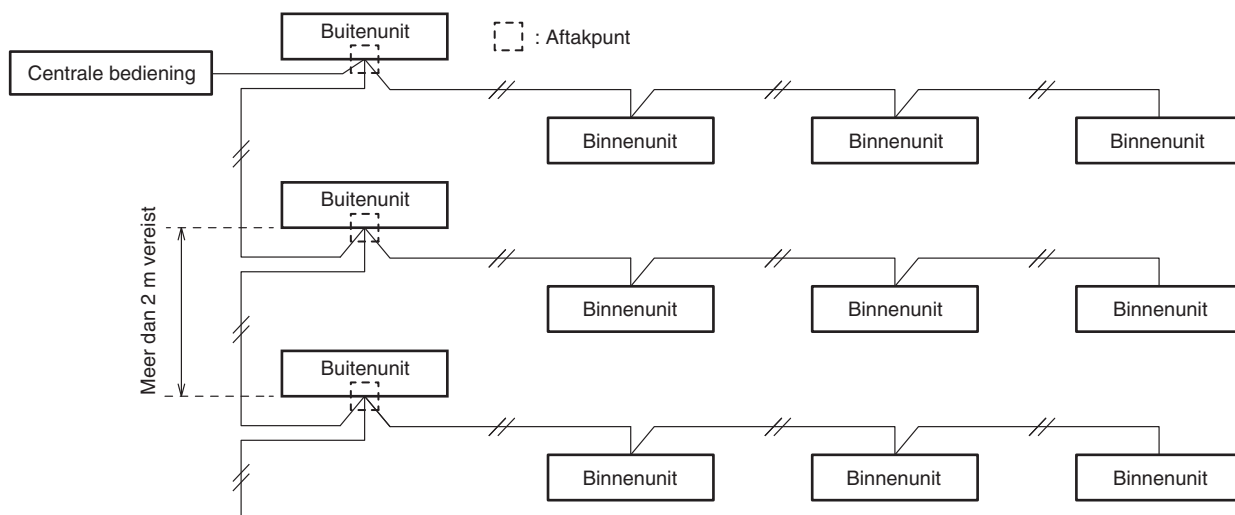 Buitenunit
: Aftakpunt
Centrale bediening
Binnenunit
Binnenunit
Binnenunit
Buitenunit
Meer dan 2 m vereist
Binnenunit
Binnenunit
Binnenunit
Buitenunit
Binnenunit
Binnenunit
Binnenunit